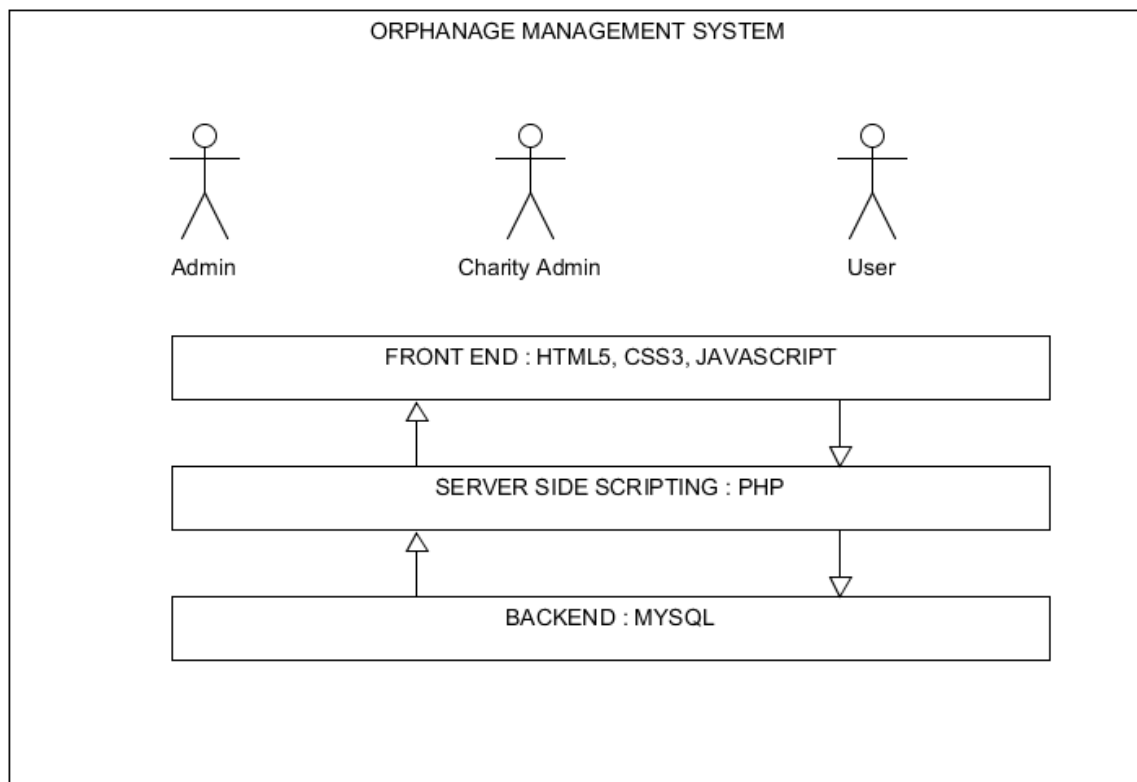 ORPHANAGE MANAGEMENT SYSTEM
Admin
Charity Admin
User
FRONT END : HTML5, CSS3, JAVASCRIPT
SERVER SIDE SCRIPTING : PHP
BACKEND : MYSQL